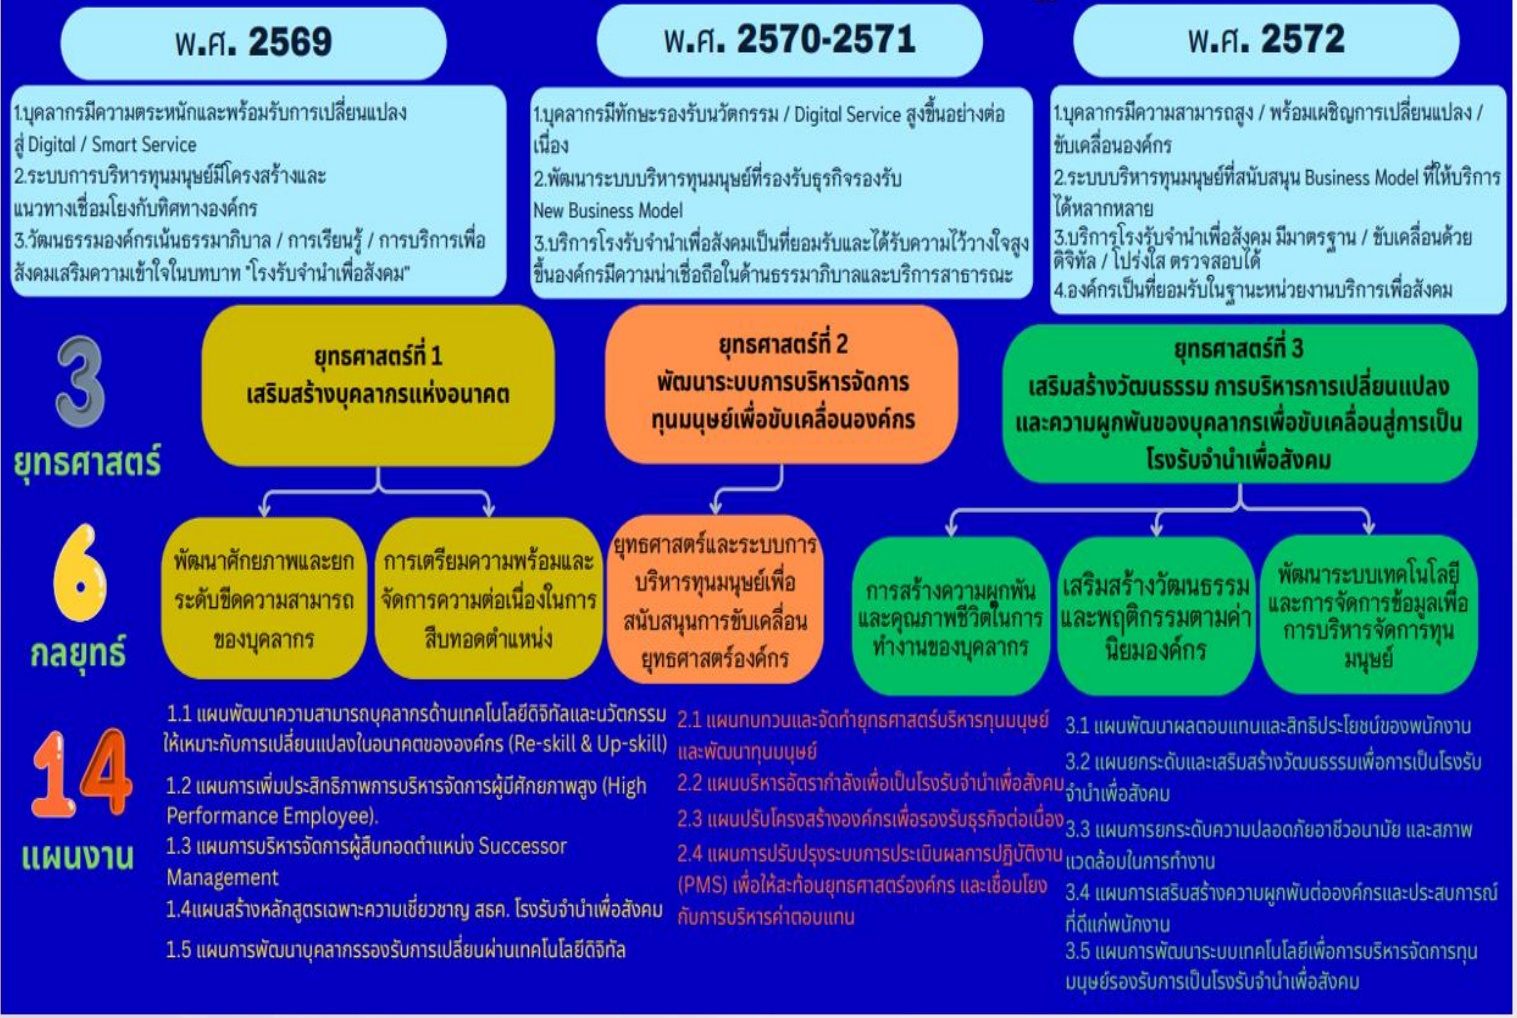 พ.ศ. 2569
1.บุคลากรมีความตระหนักและพร้อมรับการเปลี่ยนแปลง
สู่ Digital / Smart Service
2.ระบบการบริหารทุนมนุษย์มีโครงสร้างและ
แนวทางเชื่อมโยงกับทิศทางองค์กร
3.วัฒนธรรมองค์กรเน้นธรรมาภิบาล / การเรียนรู้ / การบริการเพื่อ
สังคมเสริมความเข้าใจในบทบาท "โรงรับจำนำเพื่อสังคม"
พ.ศ. 2570-2571
1.บุคลากรมีทักษะรองรับนวัตกรรม / Digital Service สูงขึ้นอย่างต่อ
เนื่อง
2.พัฒนาระบบบริหารทุนมนุษย์ที่รองรับธุรกิจรองรับ
New Business Model
3.บริการโรงรับจำนำเพื่อสังคมเป็นที่ยอมรับและได้รับความไว้วางใจสูง
ขึ้นองค์กรมีความน่าเชื่อถือในด้านธรรมาภิบาลและบริการสาธารณะ
พ.ศ. 2572
1.บุคลากรมีความสามารถสูง / พร้อมเผชิญการเปลี่ยนแปลง /
ขับเคลื่อนองค์กร
2.ระบบบริหารทุนมนุษย์ที่สนับสนุน Business Model ที่ให้บริการ
ได้หลากหลาย
3.บริการโรงรับจำนำเพื่อสังคม มีมาตรฐาน / ขับเคลื่อนด้วย
ดิจิทัล / โปร่งใส ตรวจสอบได้
4.องค์กรเป็นที่ยอมรับในฐานะหน่วยงานบริการเพื่อสังคม
3
ยุทธศาสตร์
ยุทธศาสตร์ที่ 1
เสริมสร้างบุคลากรแห่งอนาคต
ยุทธศาสตร์ที่ 2
พัฒนาระบบการบริหารจัดการ
ทุนมนุษย์เพื่อขับเคลื่อนองค์กร
ยุทธศาสตร์ที่ 3
เสริมสร้างวัฒนธรรม การบริหารการเปลี่ยนแปลง
และความผูกพันของบุคลากรเพื่อขับเคลื่อนสู่การเป็น
โรงรับจำนำเพื่อสังคม
6
กลยุทธ์
พัฒนาศักยภาพและยก
ระดับขีดความสามารถ
ของบุคลากร
การเตรียมความพร้อมและ
จัดการความต่อเนื่องในการ
สืบทอดตำแหน่ง
ยุทธศาสตร์และระบบการ
บริหารทุนมนุษย์เพื่อ
สนับสนุนการขับเคลื่อน
ยุทธศาสตร์องค์กร
การสร้างความผูกพัน
และคุณภาพชีวิตในการ
ทำงานของบุคลากร
เสริมสร้างวัฒนธรรม
และพฤติกรรมตามค่า
นิยมองค์กร
พัฒนาระบบเทคโนโลยี
และการจัดการข้อมูลเพื่อ
การบริหารจัดการทุน
มนุษย์
14
แผนงาน
1.1 แผนพัฒนาความสามารถบุคลากรด้านเทคโนโลยีดิจิทัลและนวัตกรรม
ให้เหมาะกับการเปลี่ยนแปลงในอนาคตขององค์กร (Re-skill & Up-skill)
1.2 แผนการเพิ่มประสิทธิภาพการบริหารจัดการผู้มีศักยภาพสูง (High
Performance Employee).
1.3 แผนการบริหารจัดการผู้สืบทอดตำแหน่ง Successor
Management
1.4แผนสร้างหลักสูตรเฉพาะความเชี่ยวชาญ สธค. โรงรับจำนำเพื่อสังคม
1.5 แผนการพัฒนาบุคลากรรองรับการเปลี่ยนผ่านเทคโนโลยีดิจิทัล
2.1 แผนทบทวนและจัดทำยุทธศาสตร์บริหารทุนมนุษย์
และพัฒนาทุนมนุษย์
2.2 แผนบริหารอัตรากำลังเพื่อเป็นโรงรับจำนำเพื่อสังคม
2.3 แผนปรับโครงสร้างองค์กรเพื่อรองรับธุรกิจต่อเนื่อง
2.4 แผนการปรับปรุงระบบการประเมินผลการปฏิบัติงาน
(PMS) เพื่อให้สะท้อนยุทธศาสตร์องค์กร และเชื่อมโยง
กับการบริหารค่าตอบแทน
3.1 แผนพัฒนาผลตอบแทนและสิทธิประโยชน์ของพนักงาน
3.2 แผนยกระดับและเสริมสร้างวัฒนธรรมเพื่อการเป็นโรงรับ
จำนำเพื่อสังคม
3.3 แผนการยกระดับความปลอดภัยอาชีวอนามัย และสภาพ
แวดล้อมในการทำงาน
3.4 แผนการเสริมสร้างความผูกพันต่อองค์กรและประสบการณ์
ที่ดีแก่พนักงาน
3.5 แผนการพัฒนาระบบเทคโนโลยีเพื่อการบริหารจัดการทุน
มนุษย์รองรับการเป็นโรงรับจำนำเพื่อสังคม